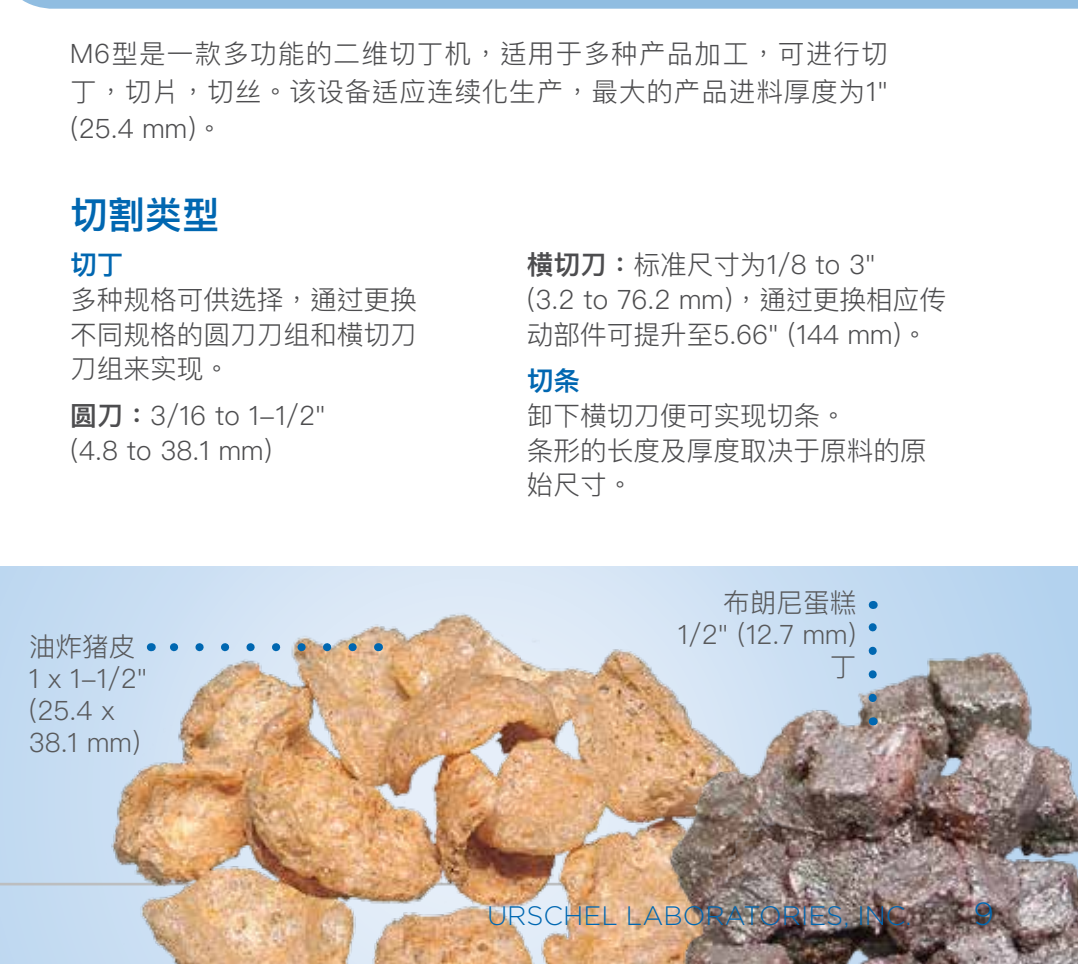 M6型是一款多功能的二维切丁机，适用于多种产品加工，可进行切
丁，切片，切丝。该设备适应连续化生产，最大的产品进料厚度为1"
(25.4 mm)。
切割类型
切丁
多种规格可供选择，通过更换
不同规格的圆刀刀组和横切刀
刀组来实现。
圆刀：3/16 to 1–1/2"
(4.8 to 38.1 mm)
横切刀：标准尺寸为1/8 to 3"
(3.2 to 76.2 mm)，通过更换相应传
动部件可提升至5.66" (144 mm)。
切条
卸下横切刀便可实现切条。
条形的长度及厚度取决于原料的原
始尺寸。
油炸猪皮
1 x 1–1/2"
(25.4 x
38.1 mm)
布朗尼蛋糕
1/2" (12.7 mm)
丁
URSCHEL LABORATORIES, INC. 9